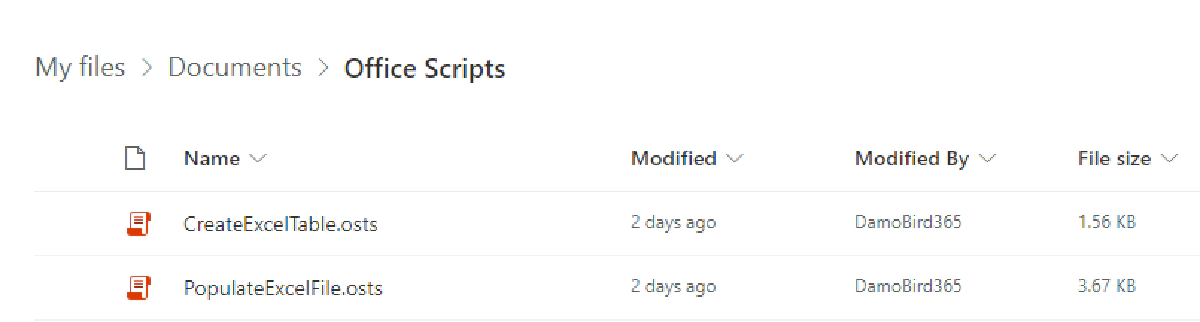 My files > Documents > Office Scripts
Name Modified Modified By File size
CreateExcelTable.osts 2 days ago DamoBird365 1.56 KB
PopulateExcelFile.osts 2 days ago DamoBird365 3.67 KB